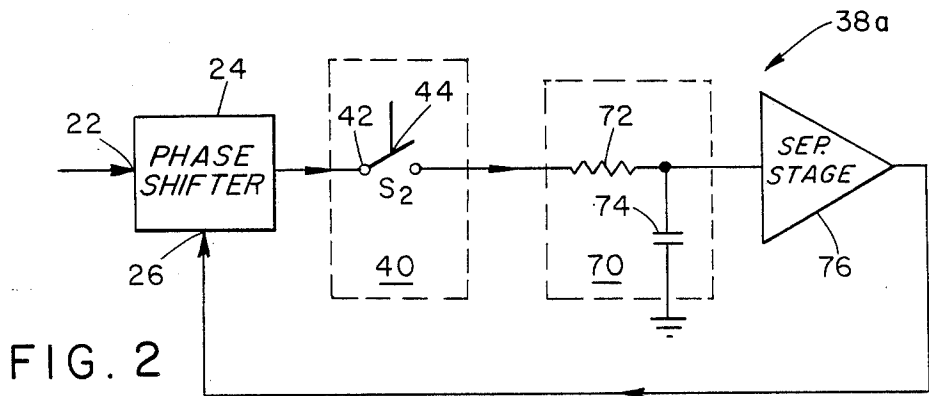 38a
24
22
PHASE
SHIFTER
26
42
44
S2
40
72
74
70
SEP.
STAGE
76
FIG. 2